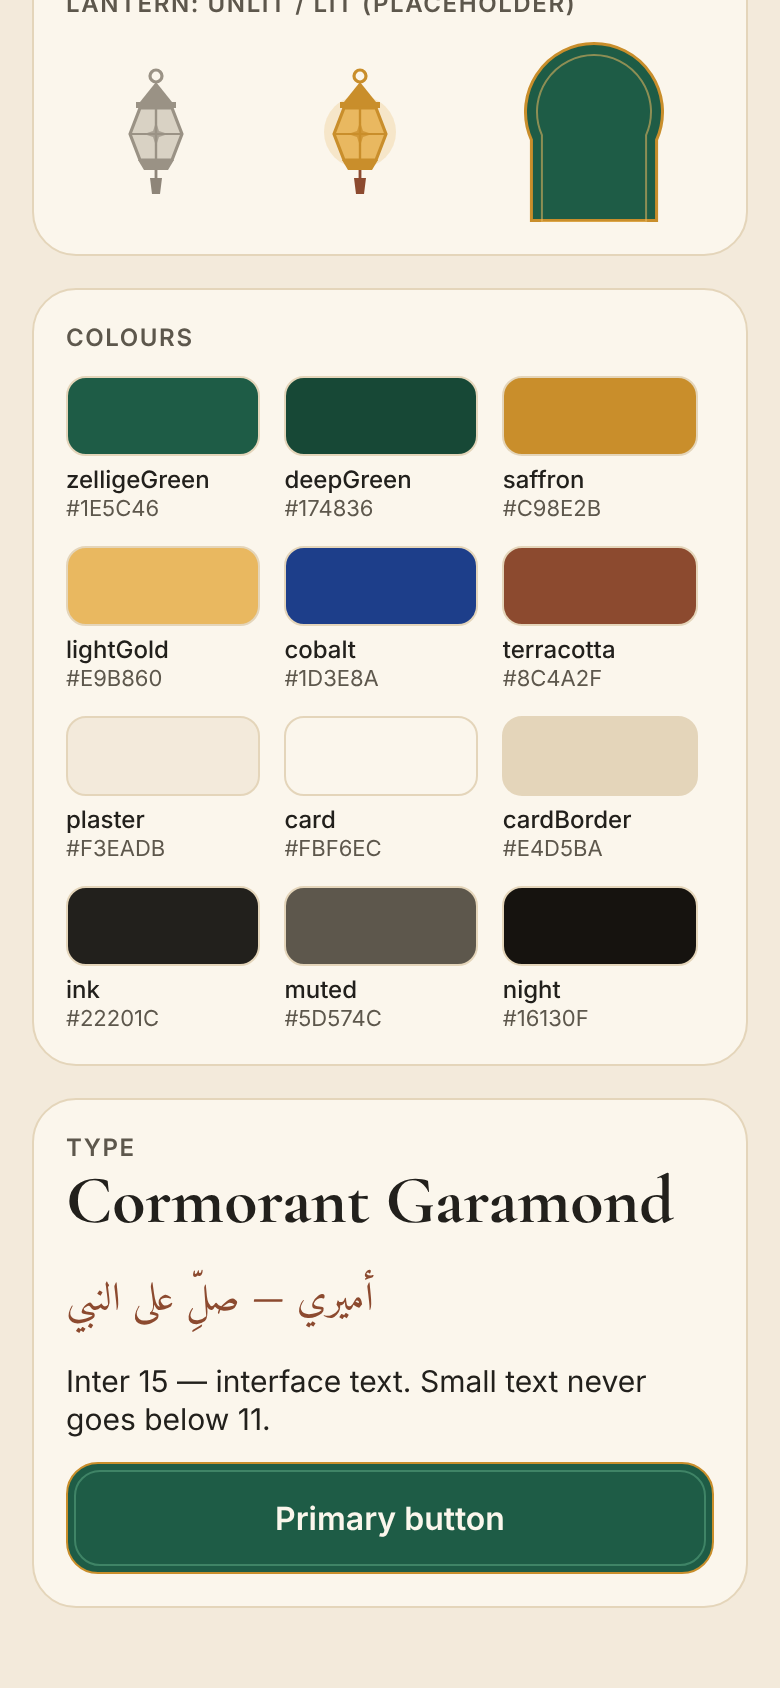 LANTERN: UNLIT / LIT (PLACEHOLDER)
COLOURS
zelligeGreen
#1E5C46
deepGreen
#174836
saffron
#C98E2B
lightGold
#E9B860
cobalt
#1D3E8A
terracotta
#8C4A2F
plaster
#F3EADB
card
#FBF6EC
cardBorder
#E4D5BA
ink
#22201C
muted
#5D574C
night
#16130F
TYPE
Cormorant Garamond
أميري — صلِّ على النبي
Inter 15 — interface text. Small text never
goes below 11.
Primary button